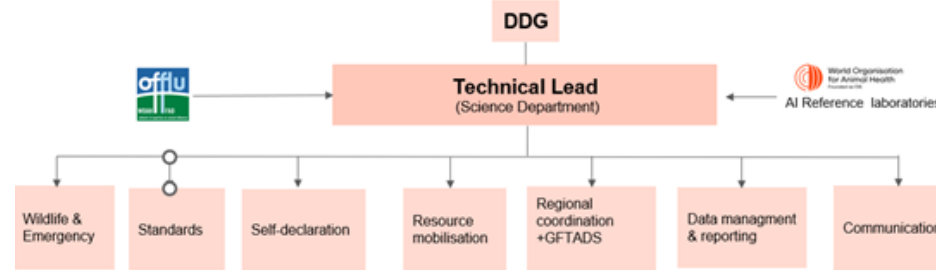 DDG
offlu
Technical Lead
(Science Department)
World Organisation
for Animal Health
AI Reference laboratories
Wildlife &
Emergency
Standards
Self-declaration
Resource
mobilisation
Regional
coordination
+GFTADS
Data managment
& reporting
Communication